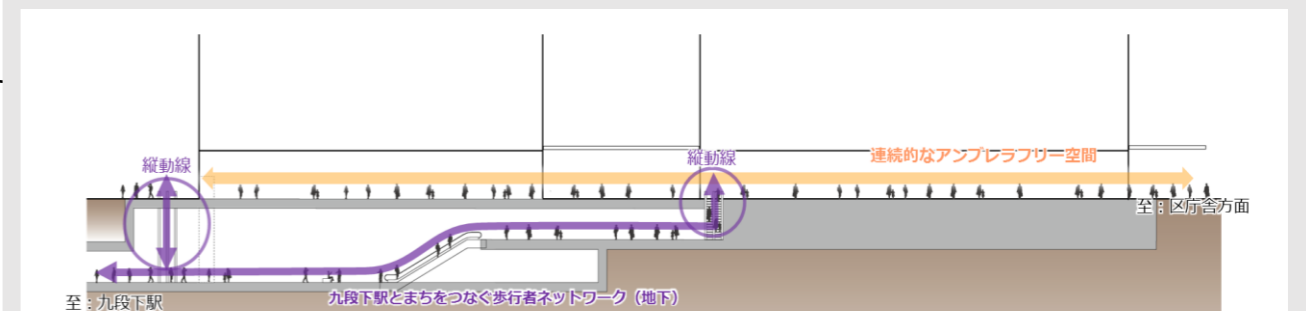 縦動線
縦動線
連続的なアンブレラフリー空間
至：区庁舎方面
至：九段下駅
九段下駅とまちをつなぐ歩行者ネットワーク（地下）